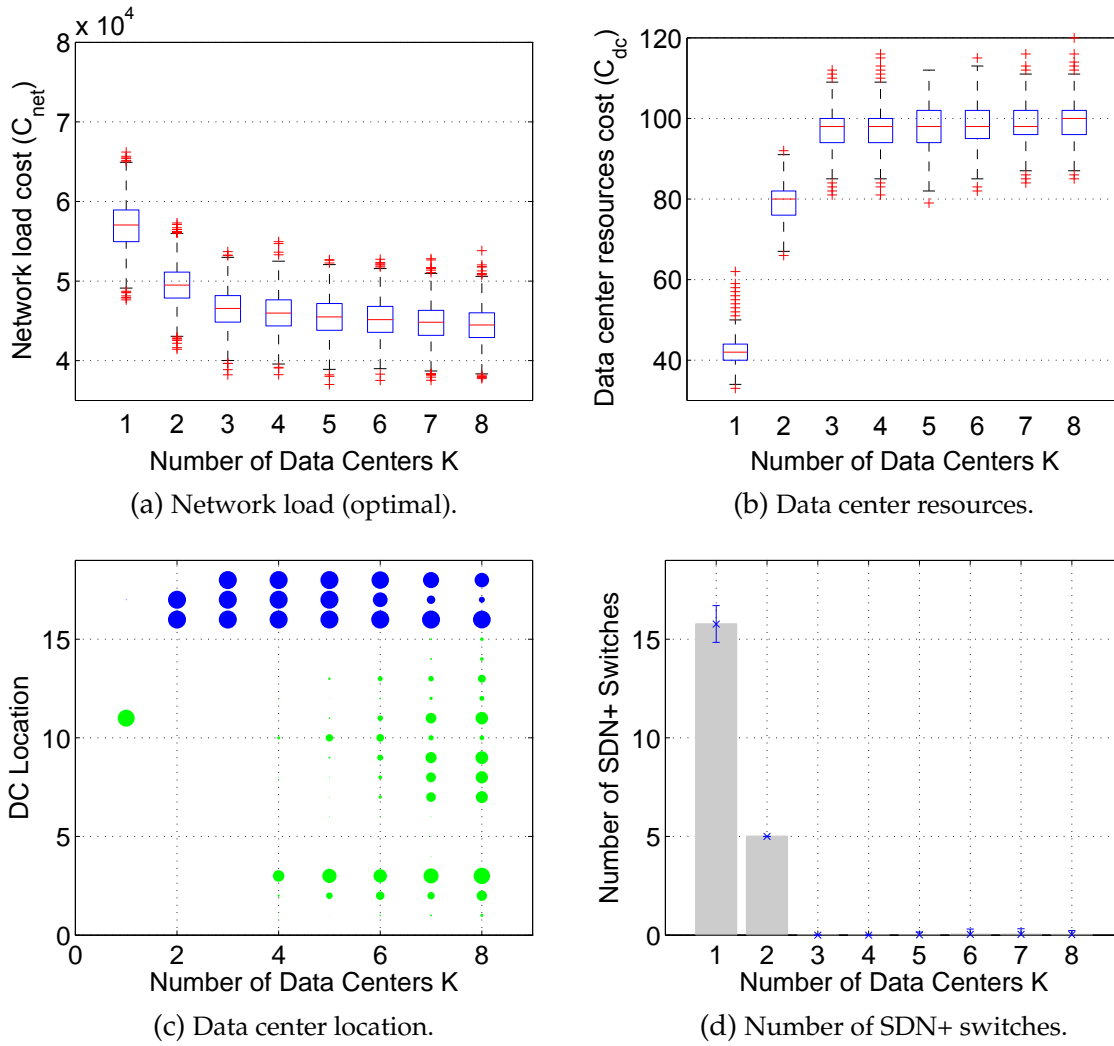 x 10^4
8
7
6
5
4
Network load cost (C_net)
1 2 3 4 5 6 7 8
Number of Data Centers K
(a) Network load (optimal).
120
100
80
60
40
Data center resources cost (C_dc)
1 2 3 4 5 6 7 8
Number of Data Centers K
(b) Data center resources.
15
10
5
0
DC Location
0 2 4 6 8
Number of Data Centers K
(c) Data center location.
15
10
5
0
Number of SDN+ Switches
1 2 3 4 5 6 7 8
Number of Data Centers K
(d) Number of SDN+ switches.